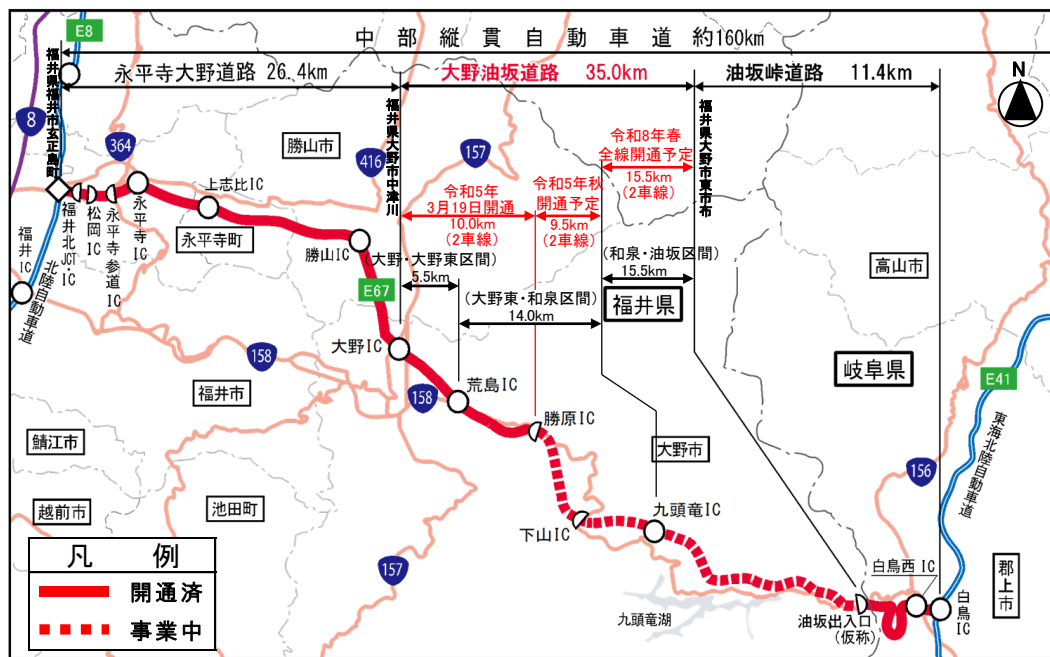 中部縦貫自動車道 約160km
永平寺大野道路 26.4km
大野油坂道路 35.0km
油坂峠道路 11.4km
E8
N
8
福井県福井市玄正島町
福井県大野市中津川
福井県大野市東市布
364
勝山市
416
157
令和8年春
全線開通予定
15.5km
(2車線)
令和5年
3月19日開通
10.0km
(2車線)
令和5年秋
開通予定
9.5km
(2車線)
上志比IC
福井北JCT・IC
松岡IC
永平寺参道IC
永平寺IC
永平寺町
勝山IC
福井IC
北陸自動車道
(大野・大野東区間)
5.5km
(和泉・油坂区間)
15.5km
(大野東・和泉区間)
14.0km
福井県
高山市
E67
大野IC
158
福井市
158
荒島IC
岐阜県
E41
勝原IC
東海北陸自動車道
鯖江市
大野市
156
越前市
池田町
下山IC
九頭竜IC
157
凡例
開通済
事業中
白鳥西IC
郡上市
九頭竜湖
油坂出入口
(仮称)
白鳥IC